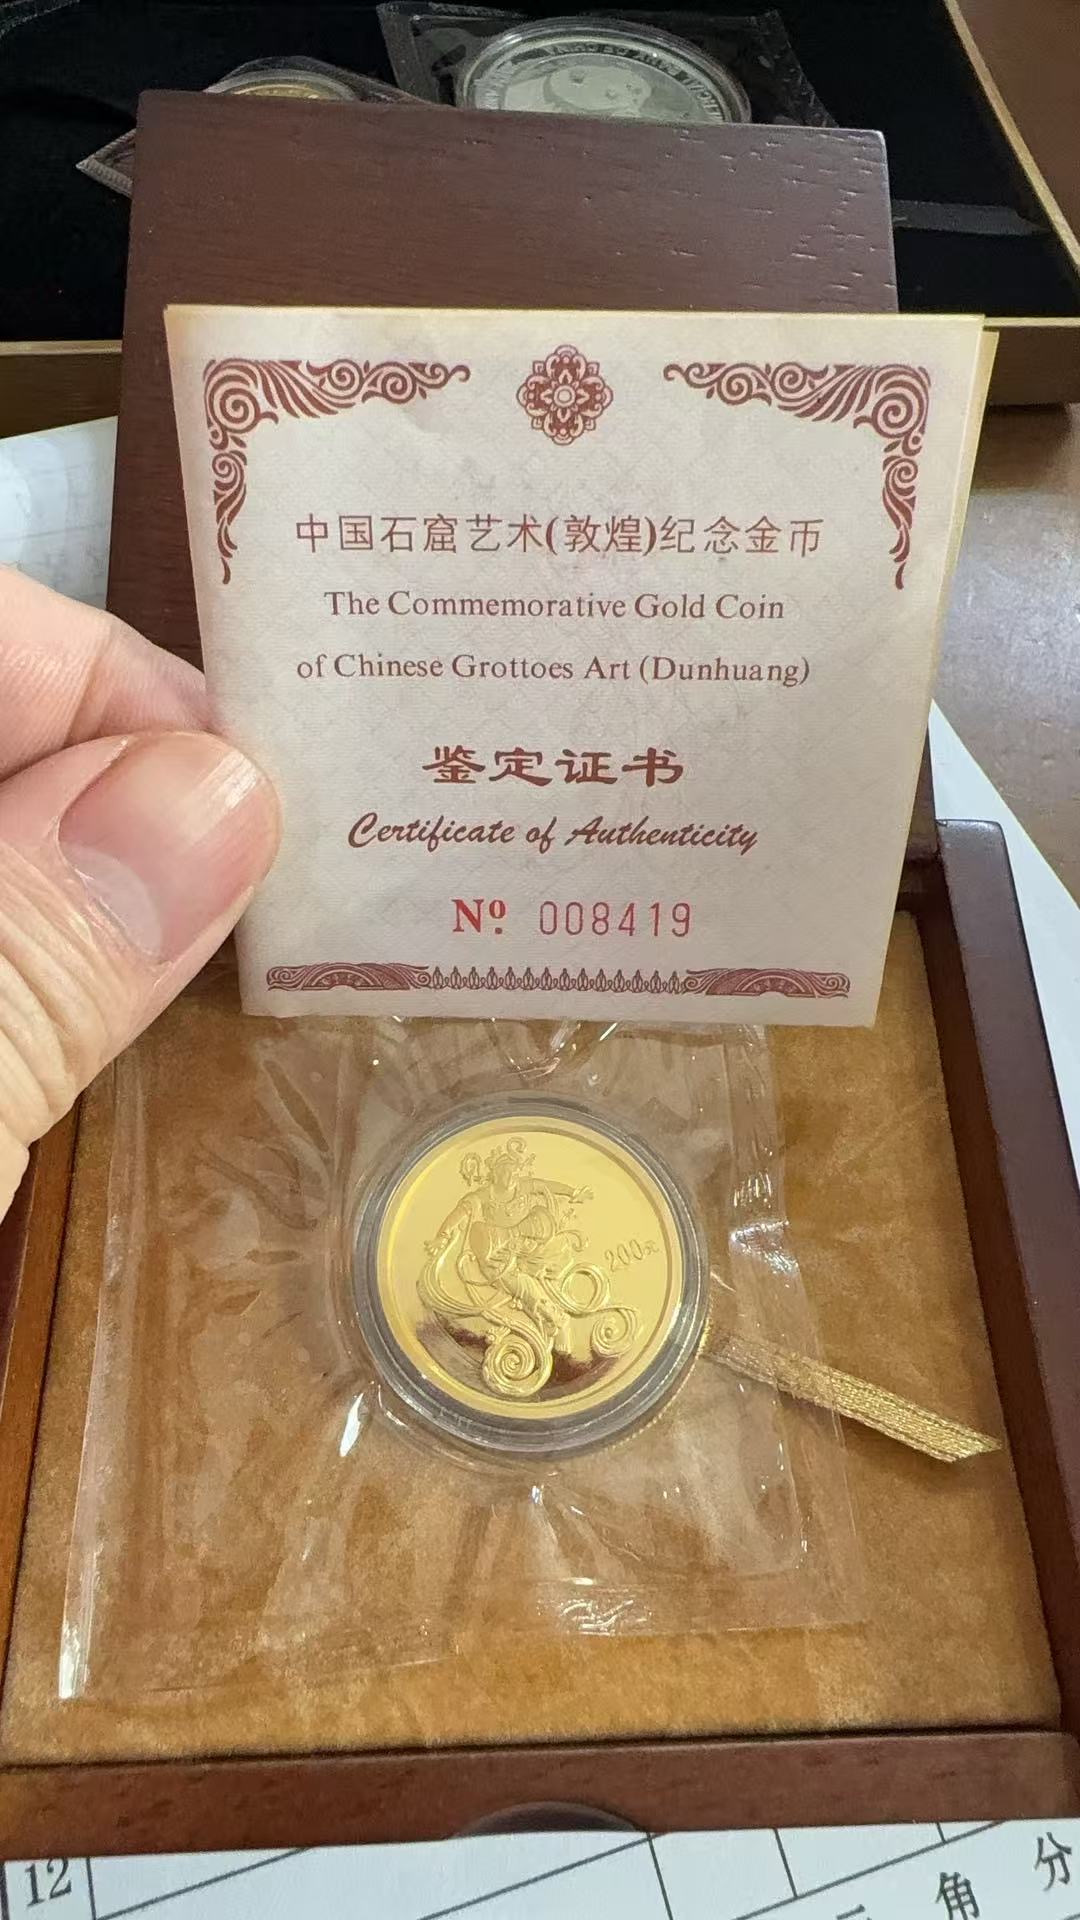 中国石窟艺术(敦煌)纪念金币
The Commemorative Gold Coin
of Chinese Grottoes Art (Dunhuang)
鉴定证书
Certificate of Authenticity
Nº 008419
200元
12
角
分